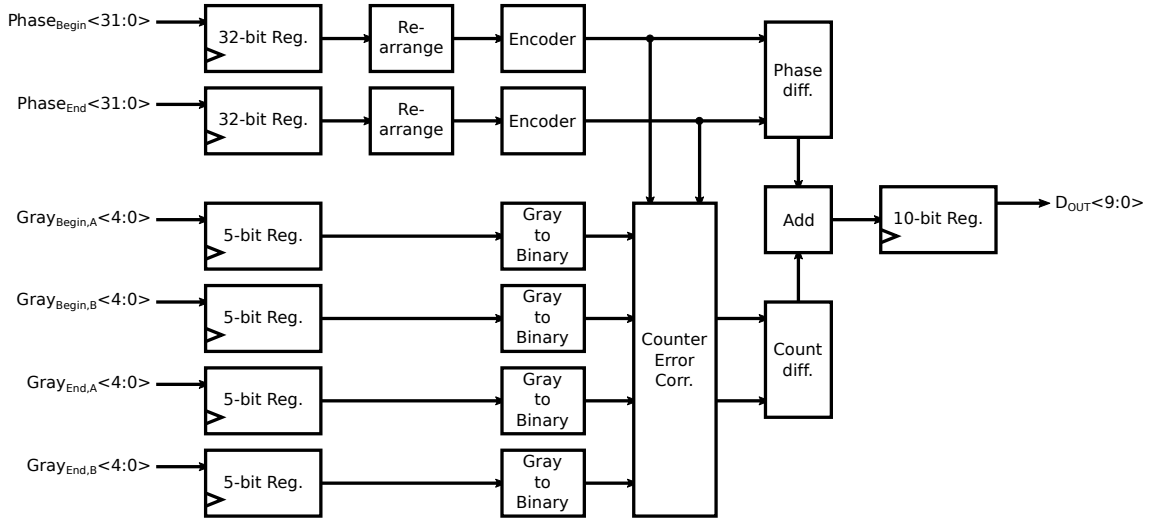 Phase_Begin<31:0>
32-bit Reg.
Re-
arrange
Encoder
Phase
diff.
Phase_End<31:0>
32-bit Reg.
Re-
arrange
Encoder
Gray_Begin,A<4:0>
5-bit Reg.
Gray
to
Binary
Add
10-bit Reg.
D_OUT<9:0>
Gray_Begin,B<4:0>
5-bit Reg.
Gray
to
Binary
Counter
Error
Corr.
Count
diff.
Gray_End,A<4:0>
5-bit Reg.
Gray
to
Binary
Gray_End,B<4:0>
5-bit Reg.
Gray
to
Binary